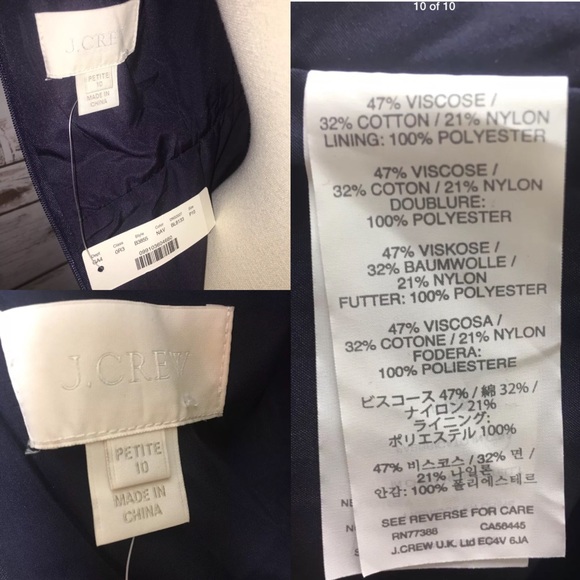 J.CREW
PETITE
10
MADE IN
CHINA
Color
NAV
Size
P10
J.CREW
PETITE
10
MADE IN
CHINA
10 of 10
47% VISCOSE /
32% COTTON / 21% NYLON
LINING: 100% POLYESTER
47% VISCOSE /
32% COTON / 21% NYLON
DOUBLURE:
100% POLYESTER
47% VISKOSE /
32% BAUMWOLLE /
21% NYLON
FUTTER: 100% POLYESTER
47% VISCOSA /
32% COTONE / 21% NYLON
FODERA:
100% POLIESTERE
ビスコース 47% / 綿 32% /
ナイロン 21%
ライニング:
ポリエステル 100%
47% 비스코스 / 32% 면 /
21% 나일론
안감: 100% 폴리에스테르
SEE REVERSE FOR CARE
RN77388 CA56445
J.CREW U.K. Ltd EC4V 6JA